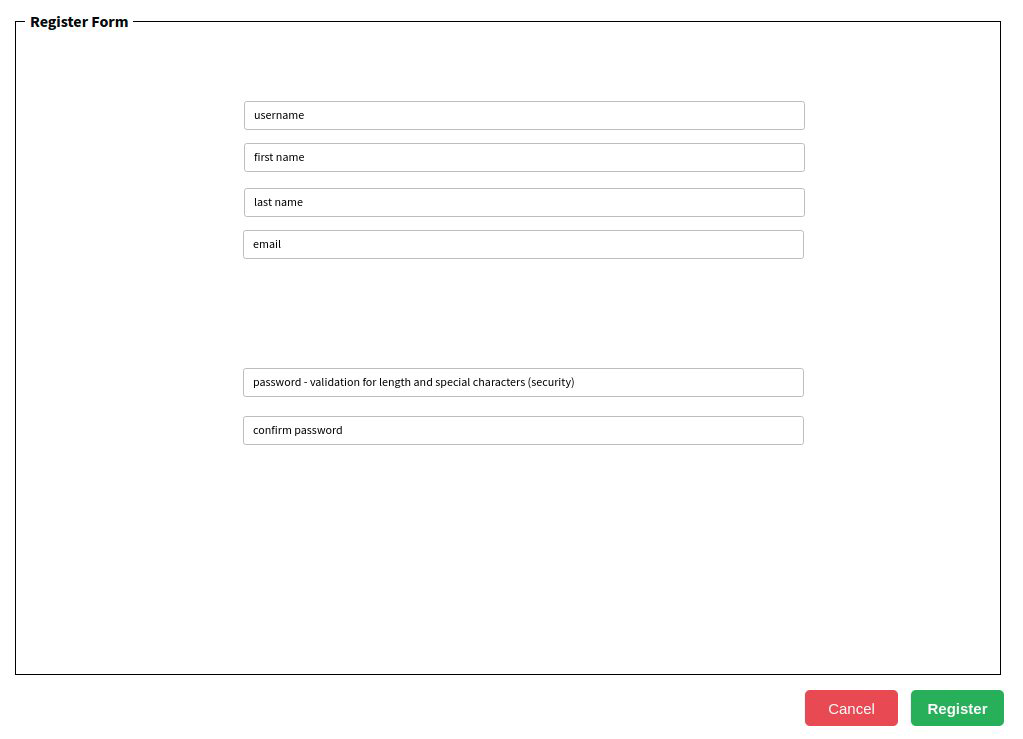 Register Form
username
first name
last name
email
password - validation for length and special characters (security)
confirm password
Cancel
Register